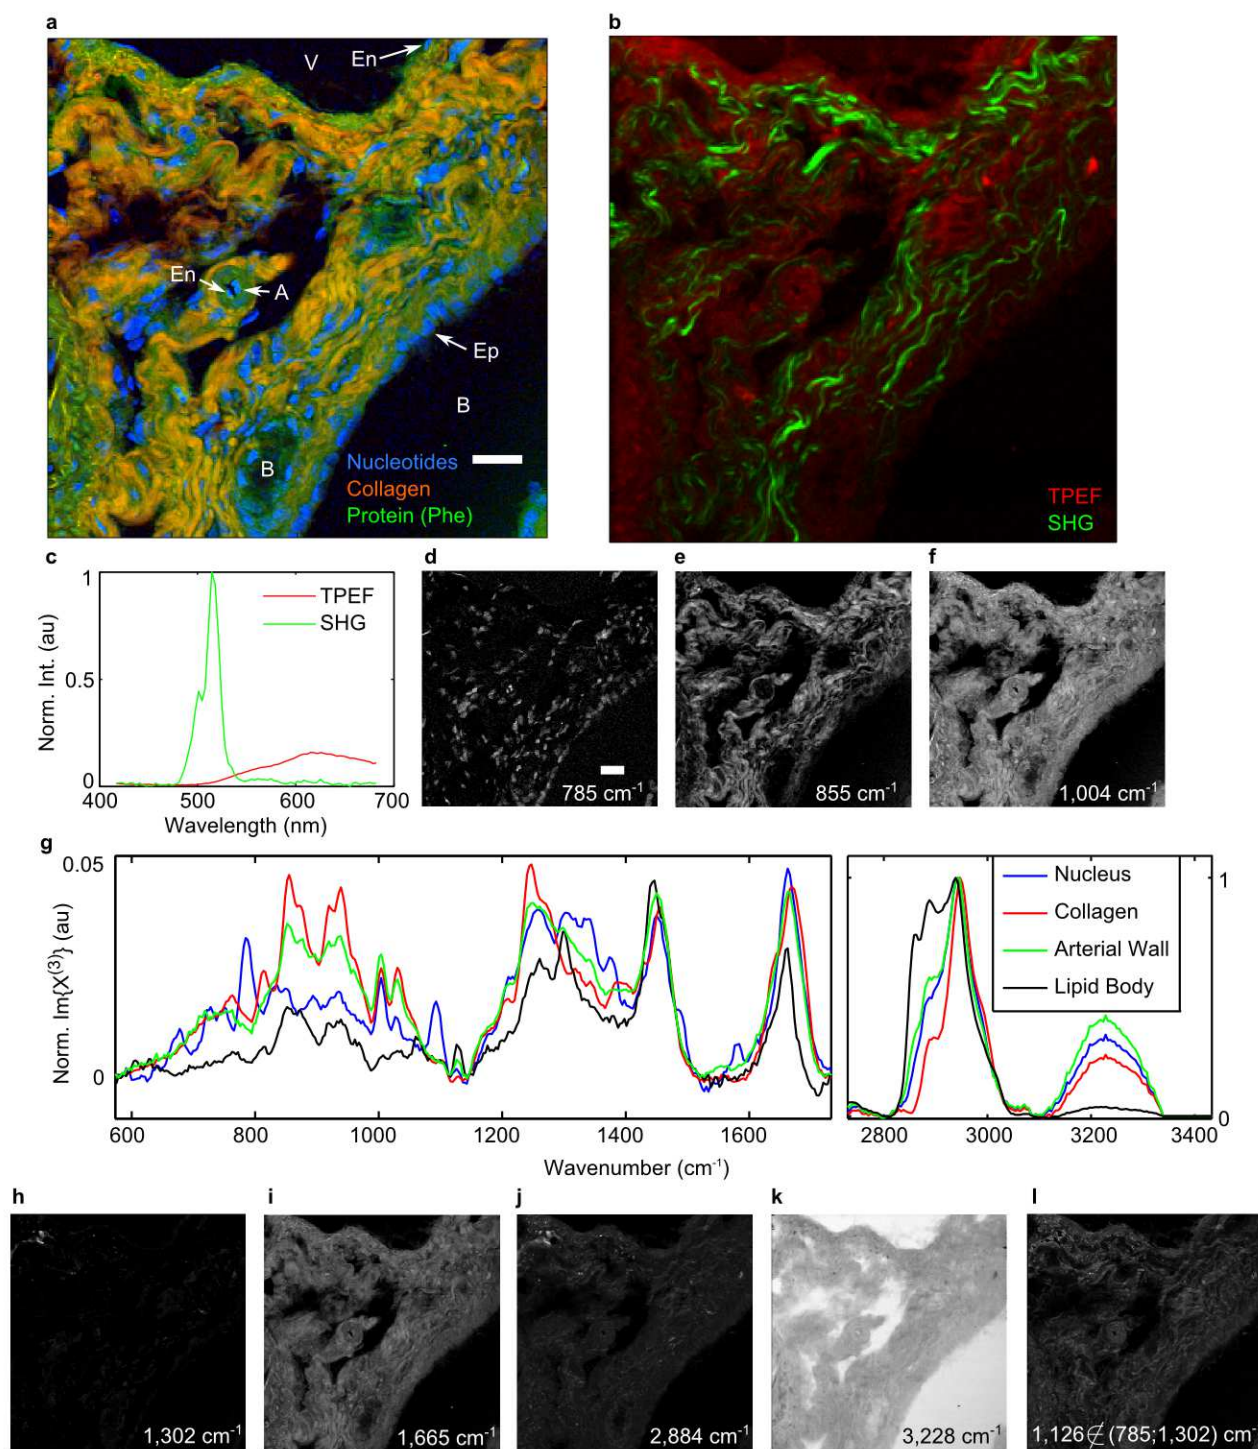 a
b
V
En
En
A
Ep
B
B
Nucleotides
Collagen
Protein (Phe)
TPEF
SHG
c
d
e
f
1
0.5
0
Norm. Int. (au)
TPEF
SHG
400
500
600
700
Wavelength (nm)
785 cm⁻¹
855 cm⁻¹
1,004 cm⁻¹
g
0.05
0
Norm. Im{X⁽³⁾} (au)
Nucleus
Collagen
Arterial Wall
Lipid Body
1
0
600
800
1000
1200
1400
1600
2800
3000
3200
3400
Wavenumber (cm⁻¹)
h
i
j
k
l
1,302 cm⁻¹
1,665 cm⁻¹
2,884 cm⁻¹
3,228 cm⁻¹
1,126∉(785;1,302) cm⁻¹